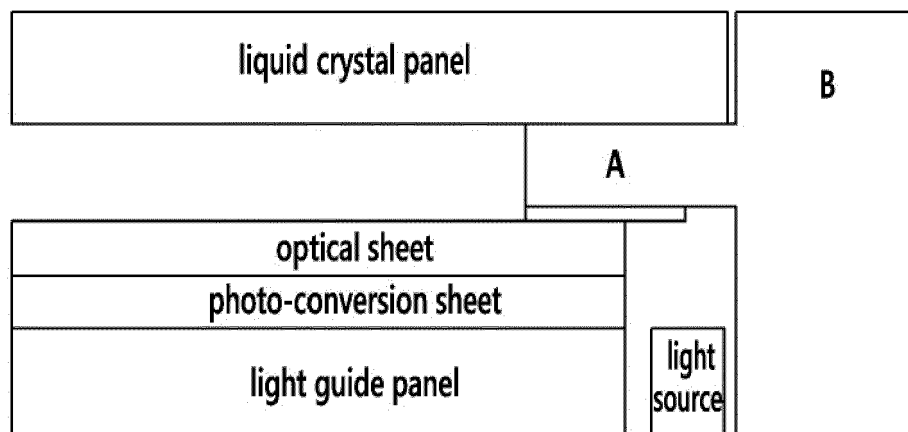 liquid crystal panel
B
A
optical sheet
photo-conversion sheet
light guide panel
light
source